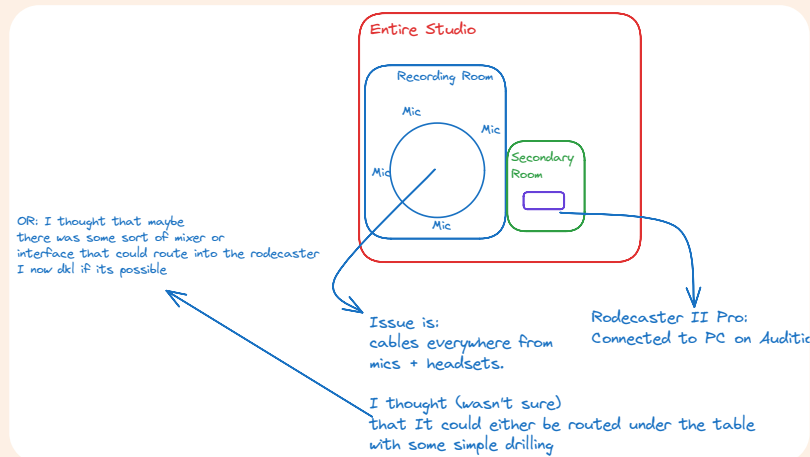 Entire Studio
Recording Room
Mic
Mic
Mic
Mic
Secondary
Room
OR: I thought that maybe
there was some sort of mixer or
interface that could route into the rodecaster
I now dkl if its possible
Issue is:
cables everywhere from
mics + headsets.
Rodecaster II Pro:
Connected to PC on Auditio
I thought (wasn't sure)
that It could either be routed under the table
with some simple drilling